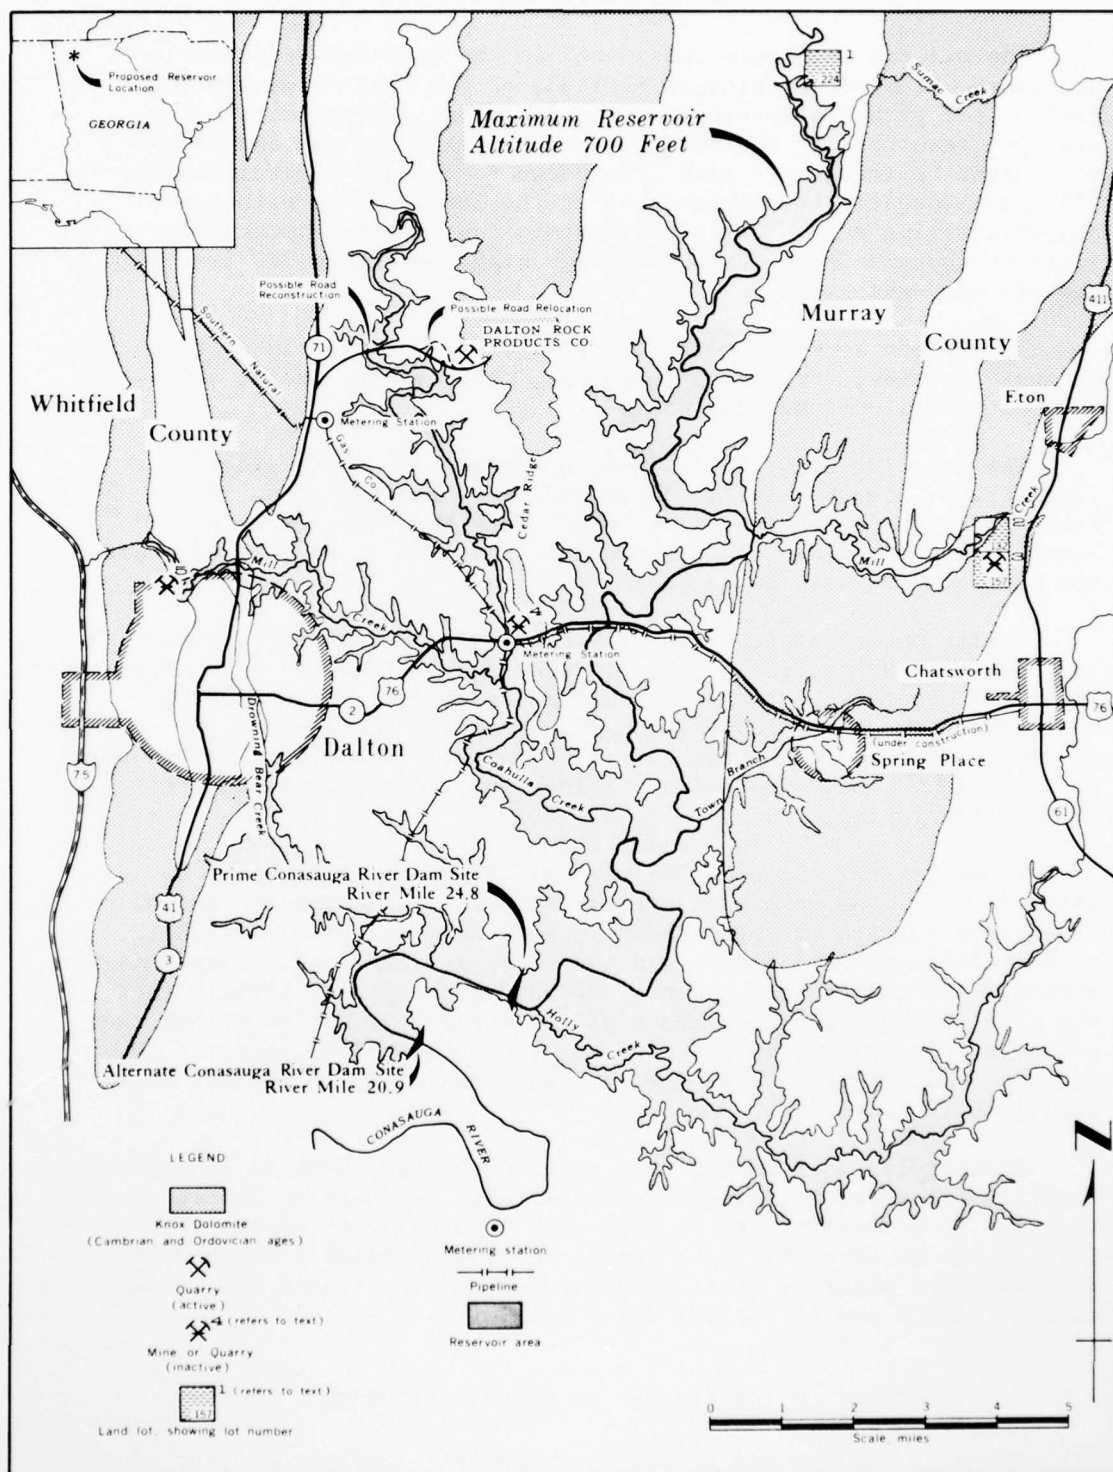 Proposed Reservoir
Location
GEORGIA
Maximum Reservoir
Altitude 700 Feet
1
224
Sumac Creek
Possible Road
Reconstruction
Possible Road Relocation
DALTON ROCK
PRODUCTS CO.
Southern Natural Gas Co
71
Metering Station
Murray
County
411
Eton
Whitfield
County
Cedar Ridge
Mill Creek
2
3
157
5
Mill Creek
4
Metering Station
Chatsworth
76
2
76
(under construction)
Spring Place
Dalton
75
Drowning Bear Creek
Coahulla Creek
Town Branch
61
Prime Conasauga River Dam Site
River Mile 24.8
41
3
Holly Creek
Alternate Conasauga River Dam Site
River Mile 20.9
CONASAUGA RIVER
N
LEGEND
Knox Dolomite
(Cambrian and Ordovician ages)
Quarry
(active)
4 (refers to text)
Mine or Quarry
(inactive)
1 (refers to text)
157
Land lot, showing lot number
Metering station
Pipeline
Reservoir area
0 1 2 3 4 5
Scale, miles